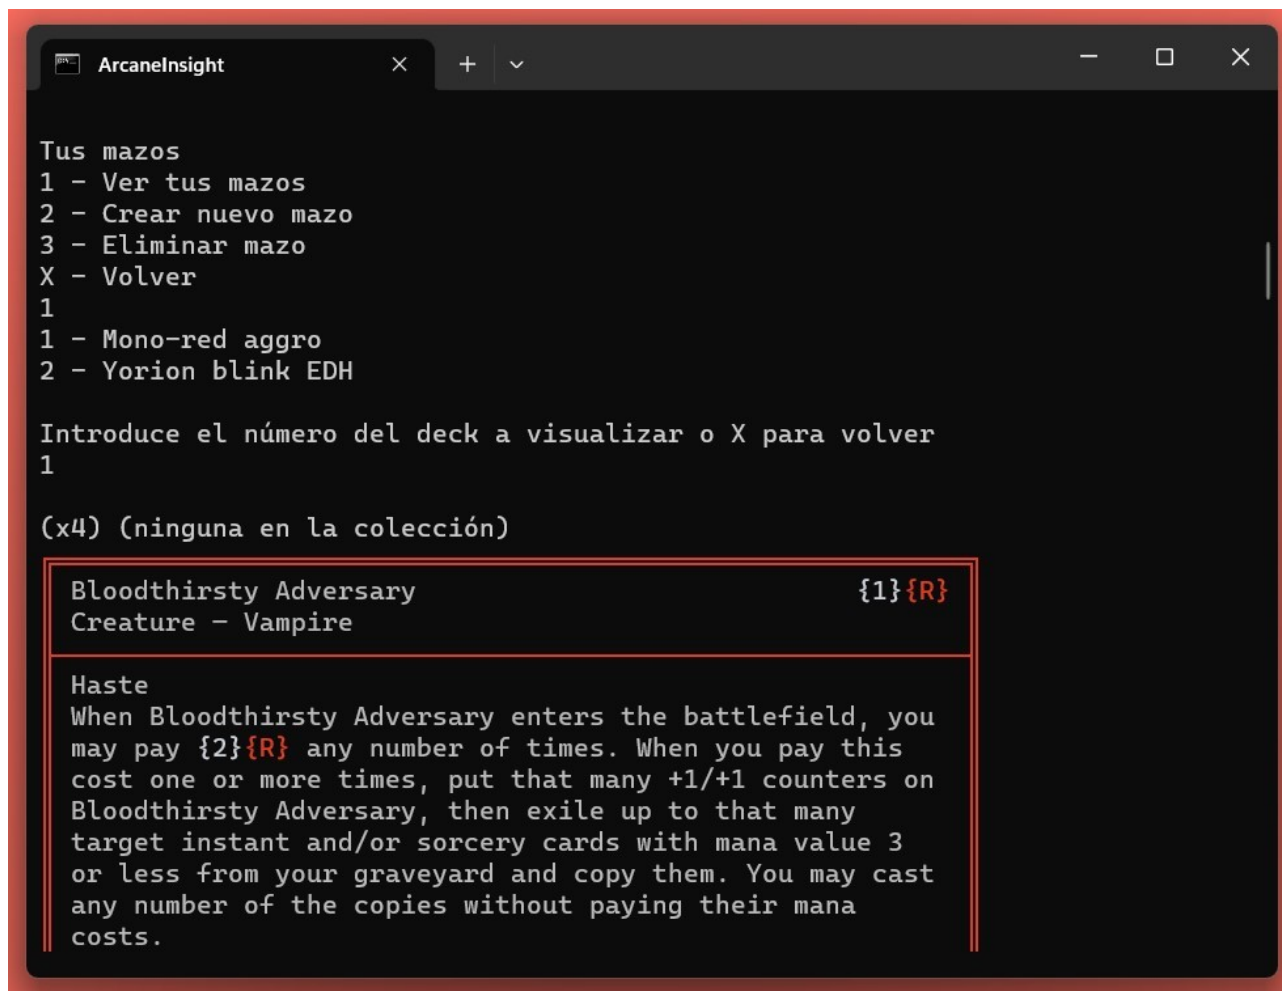 ArcaneInsight
Tus mazos
1 - Ver tus mazos
2 - Crear nuevo mazo
3 - Eliminar mazo
X - Volver
1
1 - Mono-red aggro
2 - Yorion blink EDH
Introduce el número del deck a visualizar o X para volver
1
(x4) (ninguna en la colección)
Bloodthirsty Adversary {1}{R}
Creature — Vampire
Haste
When Bloodthirsty Adversary enters the battlefield, you
may pay {2}{R} any number of times. When you pay this
cost one or more times, put that many +1/+1 counters on
Bloodthirsty Adversary, then exile up to that many
target instant and/or sorcery cards with mana value 3
or less from your graveyard and copy them. You may cast
any number of the copies without paying their mana
costs.